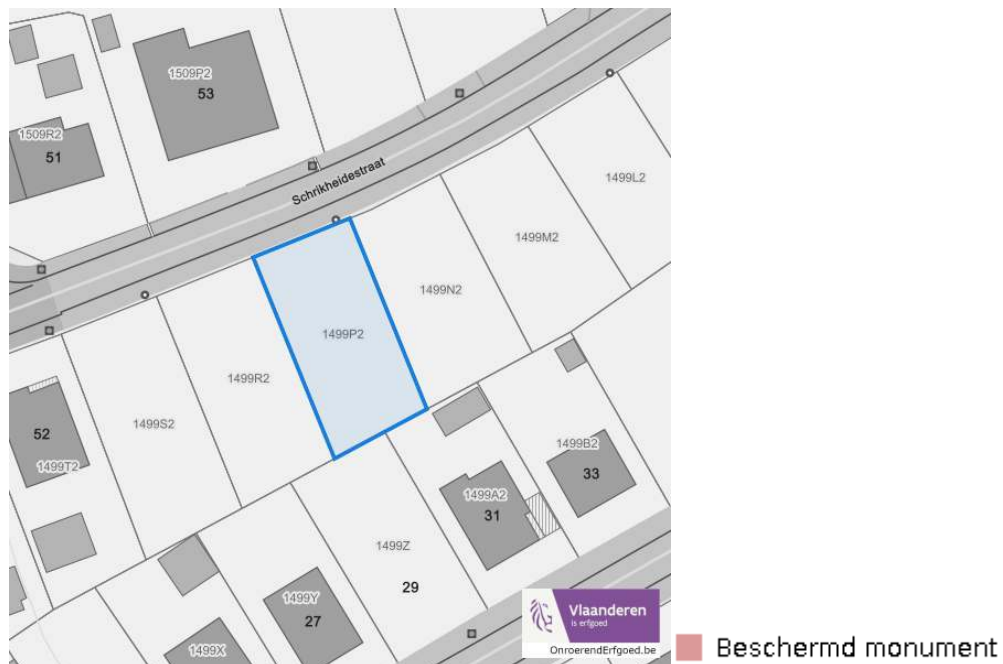 1509P2
53
1509R2
51
Schrikheidestraat
1499L2
1499M2
1499N2
1499P2
1499R2
1499S2
52
1499T2
1499B2
33
1499A2
31
1499Z
29
1499Y
27
1499X
Vlaanderen
is erfgoed
OnroerendErfgoed.be
Beschermd monument